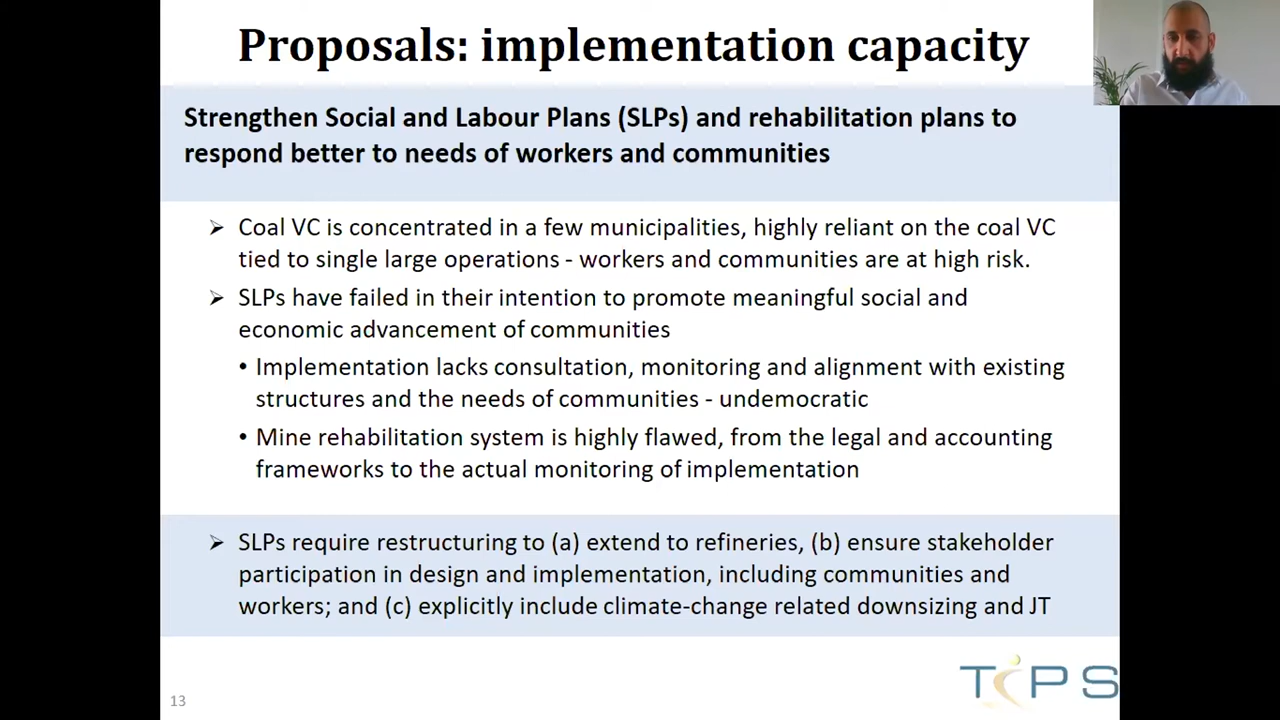 Proposals: implementation capacity
Strengthen Social and Labour Plans (SLPs) and rehabilitation plans to
respond better to needs of workers and communities
➢ Coal VC is concentrated in a few municipalities, highly reliant on the coal VC
tied to single large operations - workers and communities are at high risk.
➢ SLPs have failed in their intention to promote meaningful social and
economic advancement of communities
• Implementation lacks consultation, monitoring and alignment with existing
structures and the needs of communities - undemocratic
• Mine rehabilitation system is highly flawed, from the legal and accounting
frameworks to the actual monitoring of implementation
➢ SLPs require restructuring to (a) extend to refineries, (b) ensure stakeholder
participation in design and implementation, including communities and
workers; and (c) explicitly include climate-change related downsizing and JT
TIPS
13